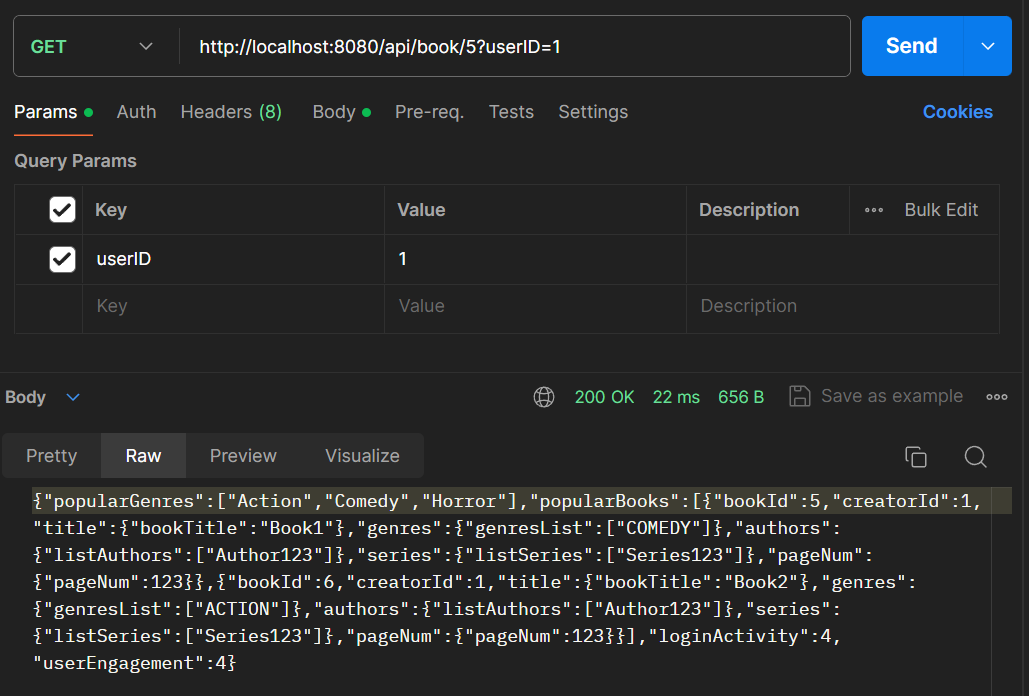 GET http://localhost:8080/api/book/5?userID=1 Send
Params Auth Headers (8) Body Pre-req. Tests Settings Cookies
Query Params
Key Value Description Bulk Edit
userID 1
Key Value Description
Body 200 OK 22 ms 656 B Save as example
Pretty Raw Preview Visualize
{"popularGenres":["Action","Comedy","Horror"],"popularBooks":[{"bookId":5,"creatorId":1,
"title":{"bookTitle":"Book1"},"genres":{"genresList":["COMEDY"]},"authors":
{"listAuthors":["Author123"]},"series":{"listSeries":["Series123"]},"pageNum":
{"pageNum":123}},{"bookId":6,"creatorId":1,"title":{"bookTitle":"Book2"},"genres":
{"genresList":["ACTION"]},"authors":{"listAuthors":["Author123"]},"series":
{"listSeries":["Series123"]},"pageNum":{"pageNum":123}}],"loginActivity":4,
"userEngagement":4}